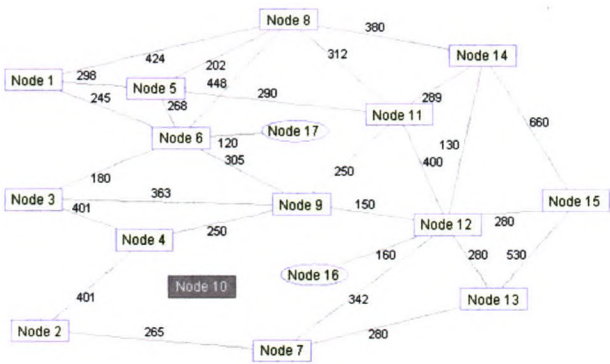 Node 8
380
Node 14
424
312
Node 1
298
202
448
Node 5
245
268
290
289
Node 11
660
Node 6
120
Node 17
130
305
250
400
180
Node 3
363
Node 9
150
Node 15
401
Node 12
280
Node 4
250
160
Node 16
280
530
Node 10
401
342
Node 13
Node 2
265
Node 7
280